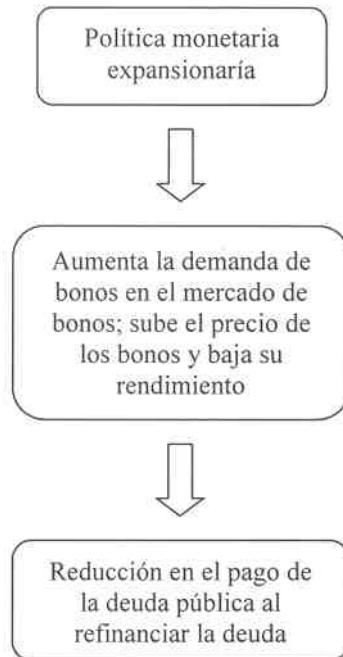 Política monetaria
expansionaría
Aumenta la demanda de
bonos en el mercado de
bonos; sube el precio de
los bonos y baja su
rendimiento
Reducción en el pago de
la deuda pública al
refinanciar la deuda